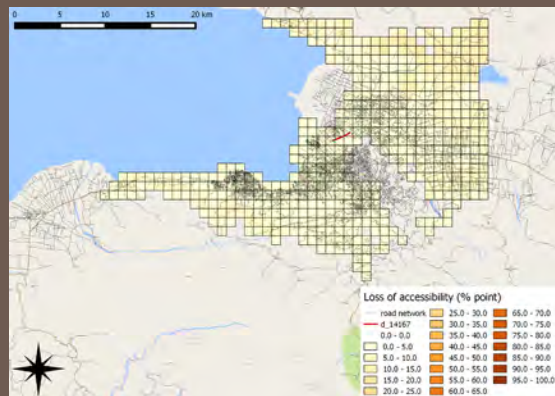 0 5 10 15 20 km
Loss of accessibility (% point)
road network
d_14167
0.0 - 0.0
0.0 - 5.0
5.0 - 10.0
10.0 - 15.0
15.0 - 20.0
20.0 - 25.0
25.0 - 30.0
30.0 - 35.0
35.0 - 40.0
40.0 - 45.0
45.0 - 50.0
50.0 - 55.0
55.0 - 60.0
60.0 - 65.0
65.0 - 70.0
70.0 - 75.0
75.0 - 80.0
80.0 - 85.0
85.0 - 90.0
90.0 - 95.0
95.0 - 100.0